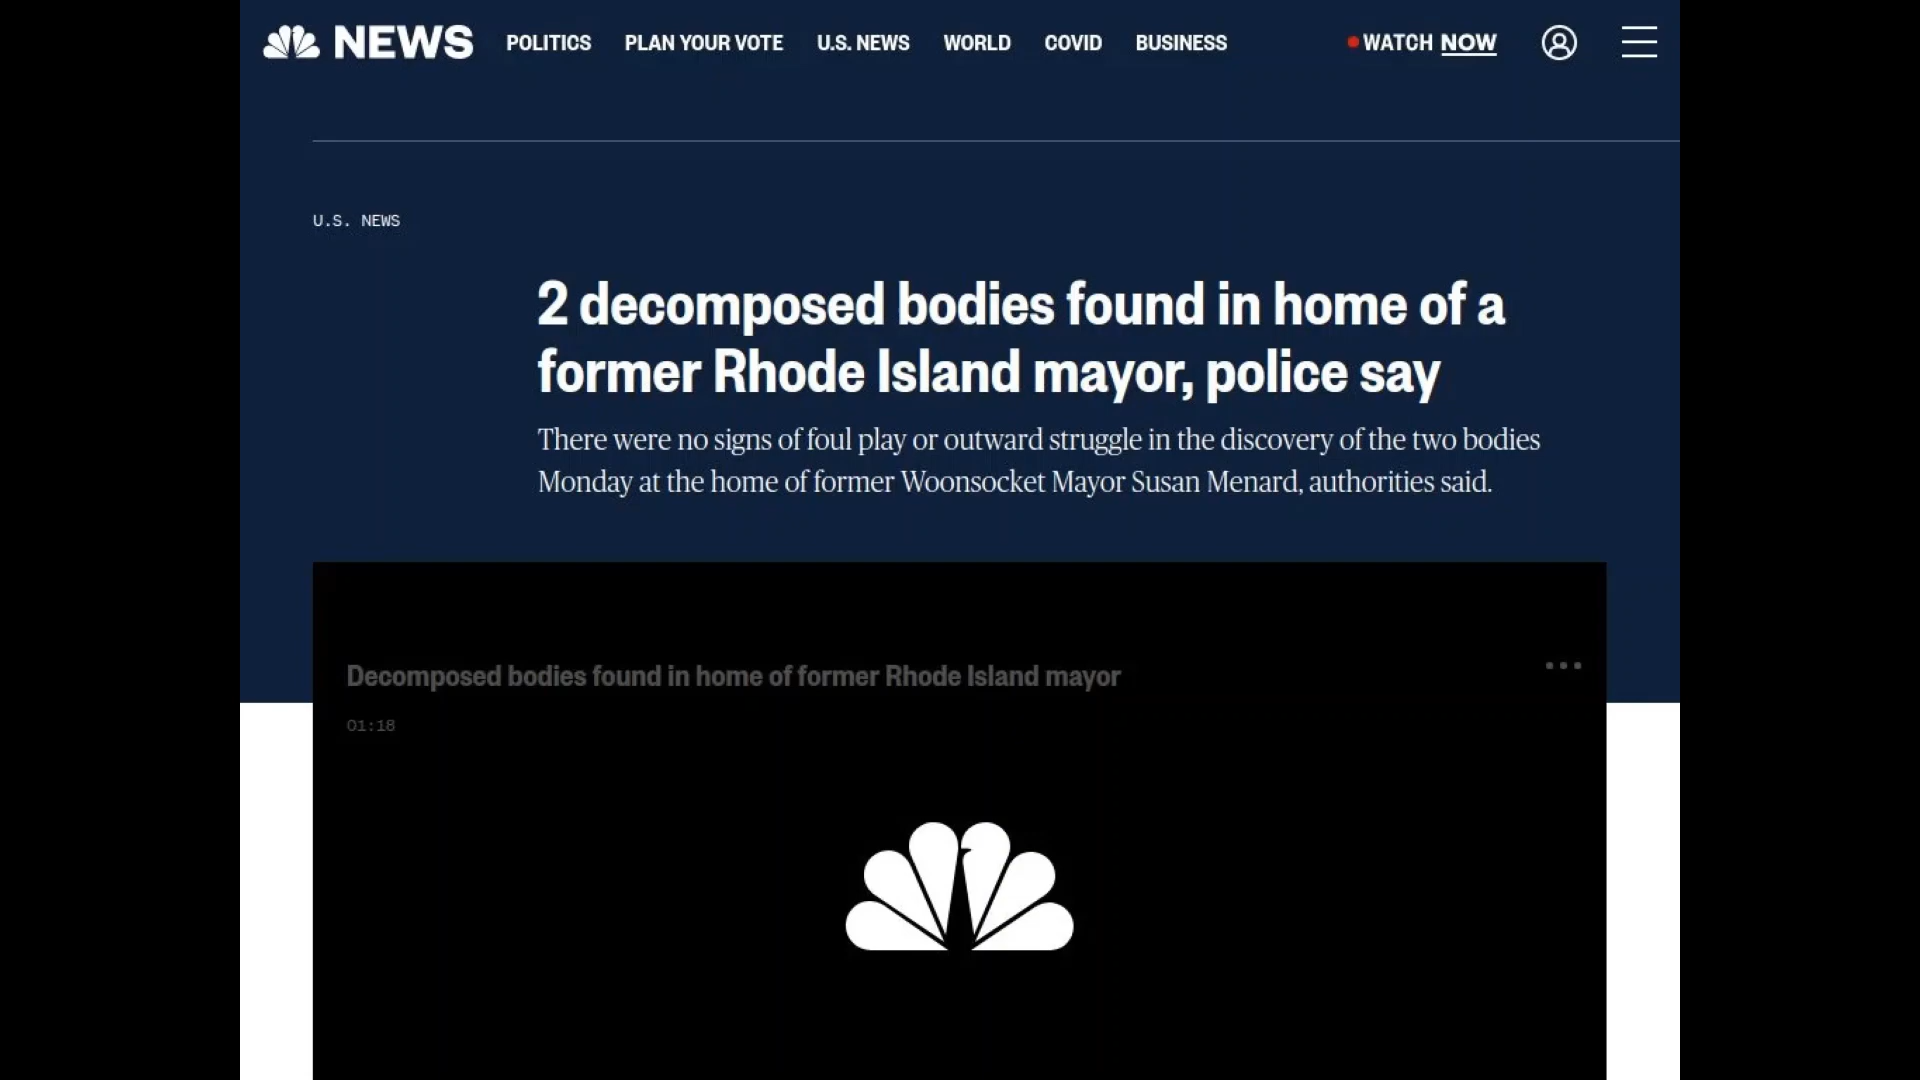 NEWS POLITICS PLAN YOUR VOTE U.S. NEWS WORLD COVID BUSINESS WATCH NOW
U.S. NEWS
2 decomposed bodies found in home of a
former Rhode Island mayor, police say
There were no signs of foul play or outward struggle in the discovery of the two bodies
Monday at the home of former Woonsocket Mayor Susan Menard, authorities said.
Decomposed bodies found in home of former Rhode Island mayor
01:18